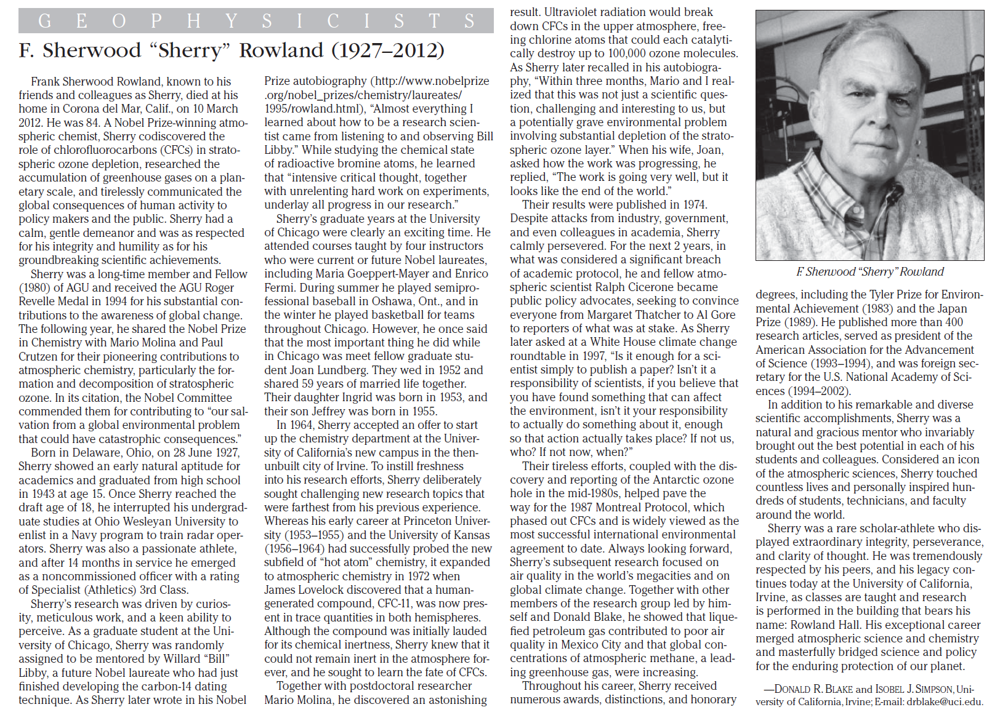 GEOPHYSICISTS
F. Sherwood “Sherry” Rowland (1927–2012)
Frank Sherwood Rowland, known to his
friends and colleagues as Sherry, died at his
home in Corona del Mar, Calif., on 10 March
2012. He was 84. A Nobel Prize-winning atmo-
spheric chemist, Sherry codiscovered the
role of chlorofluorocarbons (CFCs) in strato-
spheric ozone depletion, researched the
accumulation of greenhouse gases on a plan-
etary scale, and tirelessly communicated the
global consequences of human activity to
policy makers and the public. Sherry had a
calm, gentle demeanor and was as respected
for his integrity and humility as for his
groundbreaking scientific achievements.
Sherry was a long-time member and Fellow
(1980) of AGU and received the AGU Roger
Revelle Medal in 1994 for his substantial con-
tributions to the awareness of global change.
The following year, he shared the Nobel Prize
in Chemistry with Mario Molina and Paul
Crutzen for their pioneering contributions to
atmospheric chemistry, particularly the for-
mation and decomposition of stratospheric
ozone. In its citation, the Nobel Committee
commended them for contributing to “our sal-
vation from a global environmental problem
that could have catastrophic consequences.”
Born in Delaware, Ohio, on 28 June 1927,
Sherry showed an early natural aptitude for
academics and graduated from high school
in 1943 at age 15. Once Sherry reached the
draft age of 18, he interrupted his undergrad-
uate studies at Ohio Wesleyan University to
enlist in a Navy program to train radar oper-
ators. Sherry was also a passionate athlete,
and after 14 months in service he emerged
as a noncommissioned officer with a rating
of Specialist (Athletics) 3rd Class.
Sherry’s research was driven by curios-
ity, meticulous work, and a keen ability to
perceive. As a graduate student at the Uni-
versity of Chicago, Sherry was randomly
assigned to be mentored by Willard “Bill”
Libby, a future Nobel laureate who had just
finished developing the carbon-14 dating
technique. As Sherry later wrote in his Nobel
Prize autobiography (http://www.nobelprize
.org/nobel_prizes/chemistry/laureates/
1995/rowland.html), “Almost everything I
learned about how to be a research scien-
tist came from listening to and observing Bill
Libby.” While studying the chemical state
of radioactive bromine atoms, he learned
that “intensive critical thought, together
with unrelenting hard work on experiments,
underlay all progress in our research.”
Sherry’s graduate years at the University
of Chicago were clearly an exciting time. He
attended courses taught by four instructors
who were current or future Nobel laureates,
including Maria Goeppert-Mayer and Enrico
Fermi. During summer he played semipro-
fessional baseball in Oshawa, Ont., and in
the winter he played basketball for teams
throughout Chicago. However, he once said
that the most important thing he did while
in Chicago was meet fellow graduate stu-
dent Joan Lundberg. They wed in 1952 and
shared 59 years of married life together.
Their daughter Ingrid was born in 1953, and
their son Jeffrey was born in 1955.
In 1964, Sherry accepted an offer to start
up the chemistry department at the Univer-
sity of California’s new campus in the then-
unbuilt city of Irvine. To instill freshness
into his research efforts, Sherry deliberately
sought challenging new research topics that
were farthest from his previous experience.
Whereas his early career at Princeton Univer-
sity (1953–1955) and the University of Kansas
(1956–1964) had successfully probed the new
subfield of “hot atom” chemistry, it expanded
to atmospheric chemistry in 1972 when
James Lovelock discovered that a human-
generated compound, CFC-11, was now pres-
ent in trace quantities in both hemispheres.
Although the compound was initially lauded
for its chemical inertness, Sherry knew that it
could not remain inert in the atmosphere for-
ever, and he sought to learn the fate of CFCs.
Together with postdoctoral researcher
Mario Molina, he discovered an astonishing
result. Ultraviolet radiation would break
down CFCs in the upper atmosphere, free-
ing chlorine atoms that could each catalyti-
cally destroy up to 100,000 ozone molecules.
As Sherry later recalled in his autobiogra-
phy, “Within three months, Mario and I real-
ized that this was not just a scientific ques-
tion, challenging and interesting to us, but
a potentially grave environmental problem
involving substantial depletion of the strato-
spheric ozone layer.” When his wife, Joan,
asked how the work was progressing, he
replied, “The work is going very well, but it
looks like the end of the world.”
Their results were published in 1974.
Despite attacks from industry, government,
and even colleagues in academia, Sherry
calmly persevered. For the next 2 years, in
what was considered a significant breach
of academic protocol, he and fellow atmo-
spheric scientist Ralph Cicerone became
public policy advocates, seeking to convince
everyone from Margaret Thatcher to Al Gore
to reporters of what was at stake. As Sherry
later asked at a White House climate change
roundtable in 1997, “Is it enough for a sci-
entist simply to publish a paper? Isn’t it a
responsibility of scientists, if you believe that
you have found something that can affect
the environment, isn’t it your responsibility
to actually do something about it, enough
so that action actually takes place? If not us,
who? If not now, when?”
Their tireless efforts, coupled with the dis-
covery and reporting of the Antarctic ozone
hole in the mid-1980s, helped pave the
way for the 1987 Montreal Protocol, which
phased out CFCs and is widely viewed as the
most successful international environmental
agreement to date. Always looking forward,
Sherry’s subsequent research focused on
air quality in the world’s megacities and on
global climate change. Together with other
members of the research group led by him-
self and Donald Blake, he showed that lique-
fied petroleum gas contributed to poor air
quality in Mexico City and that global con-
centrations of atmospheric methane, a lead-
ing greenhouse gas, were increasing.
Throughout his career, Sherry received
numerous awards, distinctions, and honorary
F. Sherwood “Sherry” Rowland
degrees, including the Tyler Prize for Environ-
mental Achievement (1983) and the Japan
Prize (1989). He published more than 400
research articles, served as president of the
American Association for the Advancement
of Science (1993–1994), and was foreign sec-
retary for the U.S. National Academy of Sci-
ences (1994–2002).
In addition to his remarkable and diverse
scientific accomplishments, Sherry was a
natural and gracious mentor who invariably
brought out the best potential in each of his
students and colleagues. Considered an icon
of the atmospheric sciences, Sherry touched
countless lives and personally inspired hun-
dreds of students, technicians, and faculty
around the world.
Sherry was a rare scholar-athlete who dis-
played extraordinary integrity, perseverance,
and clarity of thought. He was tremendously
respected by his peers, and his legacy con-
tinues today at the University of California,
Irvine, as classes are taught and research
is performed in the building that bears his
name: Rowland Hall. His exceptional career
merged atmospheric science and chemistry
and masterfully bridged science and policy
for the enduring protection of our planet.
—DONALD R. BLAKE and ISOBEL J. SIMPSON, Uni-
versity of California, Irvine; E-mail: drblake@uci.edu.